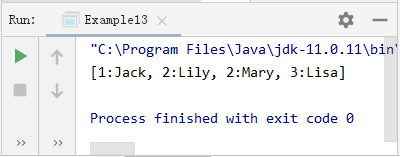 Run: Example13
"C:\Program Files\Java\jdk-11.0.11\bin\
[1:Jack, 2:Lily, 2:Mary, 3:Lisa]
Process finished with exit code 0